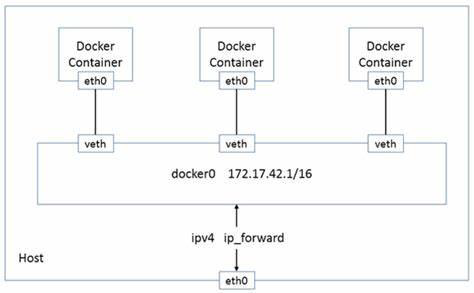 Docker
Container
eth0
Docker
Container
eth0
Docker
Container
eth0
veth
veth
veth
docker0 172.17.42.1/16
ipv4 ip_forward
Host
eth0